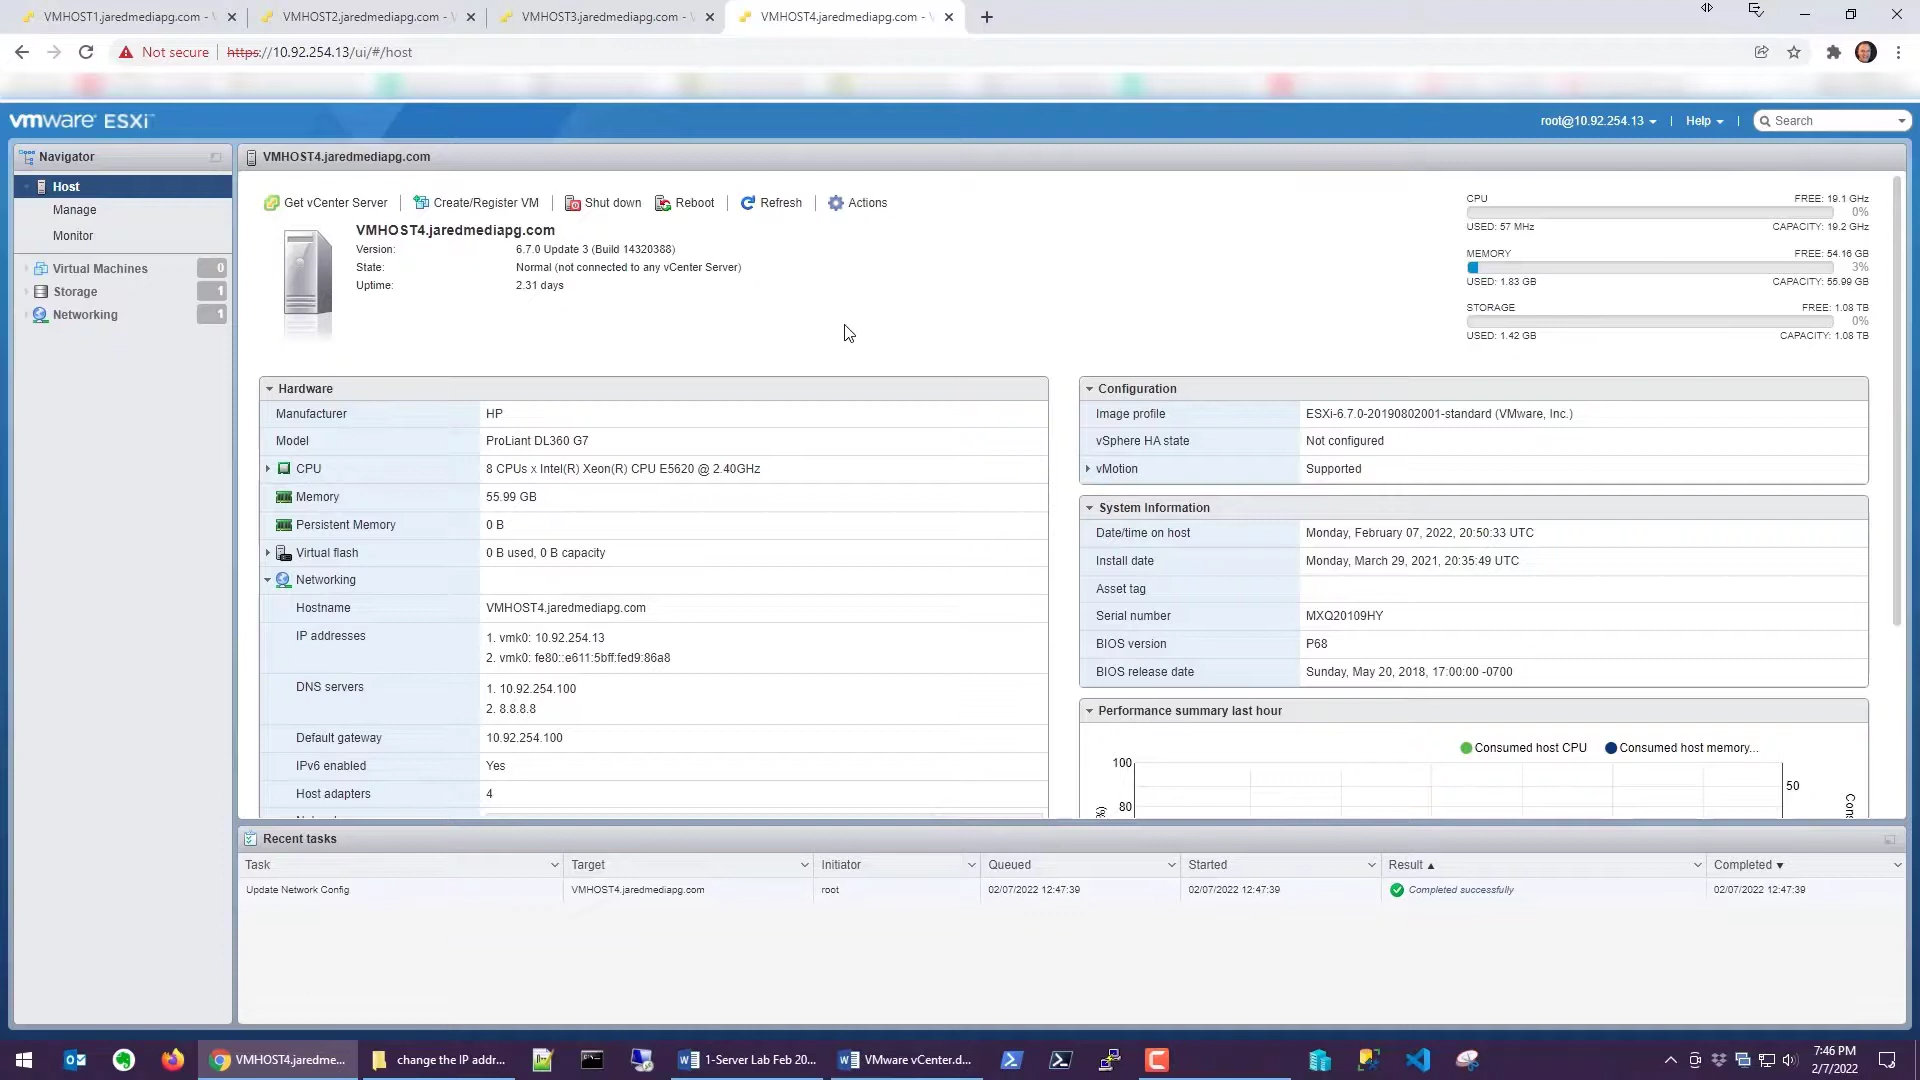 VMHOST1.jaredmediapg.com -
VMHOST2.jaredmediapg.com -
VMHOST3.jaredmediapg.com -
VMHOST4.jaredmediapg.com -
Not secure
https://10.92.254.13/ui/#/host
vmware ESXi
root@10.92.254.13
Help
Search
Navigator
Host
Manage
Monitor
Virtual Machines 0
Storage 1
Networking 1
VMHOST4.jaredmediapg.com
Get vCenter Server
Create/Register VM
Shut down
Reboot
Refresh
Actions
VMHOST4.jaredmediapg.com
Version: 6.7.0 Update 3 (Build 14320388)
State: Normal (not connected to any vCenter Server)
Uptime: 2.31 days
CPU FREE: 19.1 GHz
0%
USED: 57 MHz CAPACITY: 19.2 GHz
MEMORY FREE: 54.16 GB
3%
USED: 1.83 GB CAPACITY: 55.99 GB
STORAGE FREE: 1.08 TB
0%
USED: 1.42 GB CAPACITY: 1.08 TB
Hardware
Manufacturer HP
Model ProLiant DL360 G7
CPU 8 CPUs x Intel(R) Xeon(R) CPU E5620 @ 2.40GHz
Memory 55.99 GB
Persistent Memory 0 B
Virtual flash 0 B used, 0 B capacity
Networking
Hostname VMHOST4.jaredmediapg.com
IP addresses 1. vmk0: 10.92.254.13
2. vmk0: fe80::e611:5bff:fed9:86a8
DNS servers 1. 10.92.254.100
2. 8.8.8.8
Default gateway 10.92.254.100
IPv6 enabled Yes
Host adapters 4
Configuration
Image profile ESXi-6.7.0-20190802001-standard (VMware, Inc.)
vSphere HA state Not configured
vMotion Supported
System Information
Date/time on host Monday, February 07, 2022, 20:50:33 UTC
Install date Monday, March 29, 2021, 20:35:49 UTC
Asset tag
Serial number MXQ20109HY
BIOS version P68
BIOS release date Sunday, May 20, 2018, 17:00:00 -0700
Performance summary last hour
Consumed host CPU Consumed host memory...
100
50
80
Recent tasks
Task Target Initiator Queued Started Result Completed
Update Network Config VMHOST4.jaredmediapg.com root 02/07/2022 12:47:39 02/07/2022 12:47:39 Completed successfully 02/07/2022 12:47:39
VMHOST4.jaredme...
change the IP addr...
1-Server Lab Feb 20...
VMware vCenter.d...
7:46 PM
2/7/2022